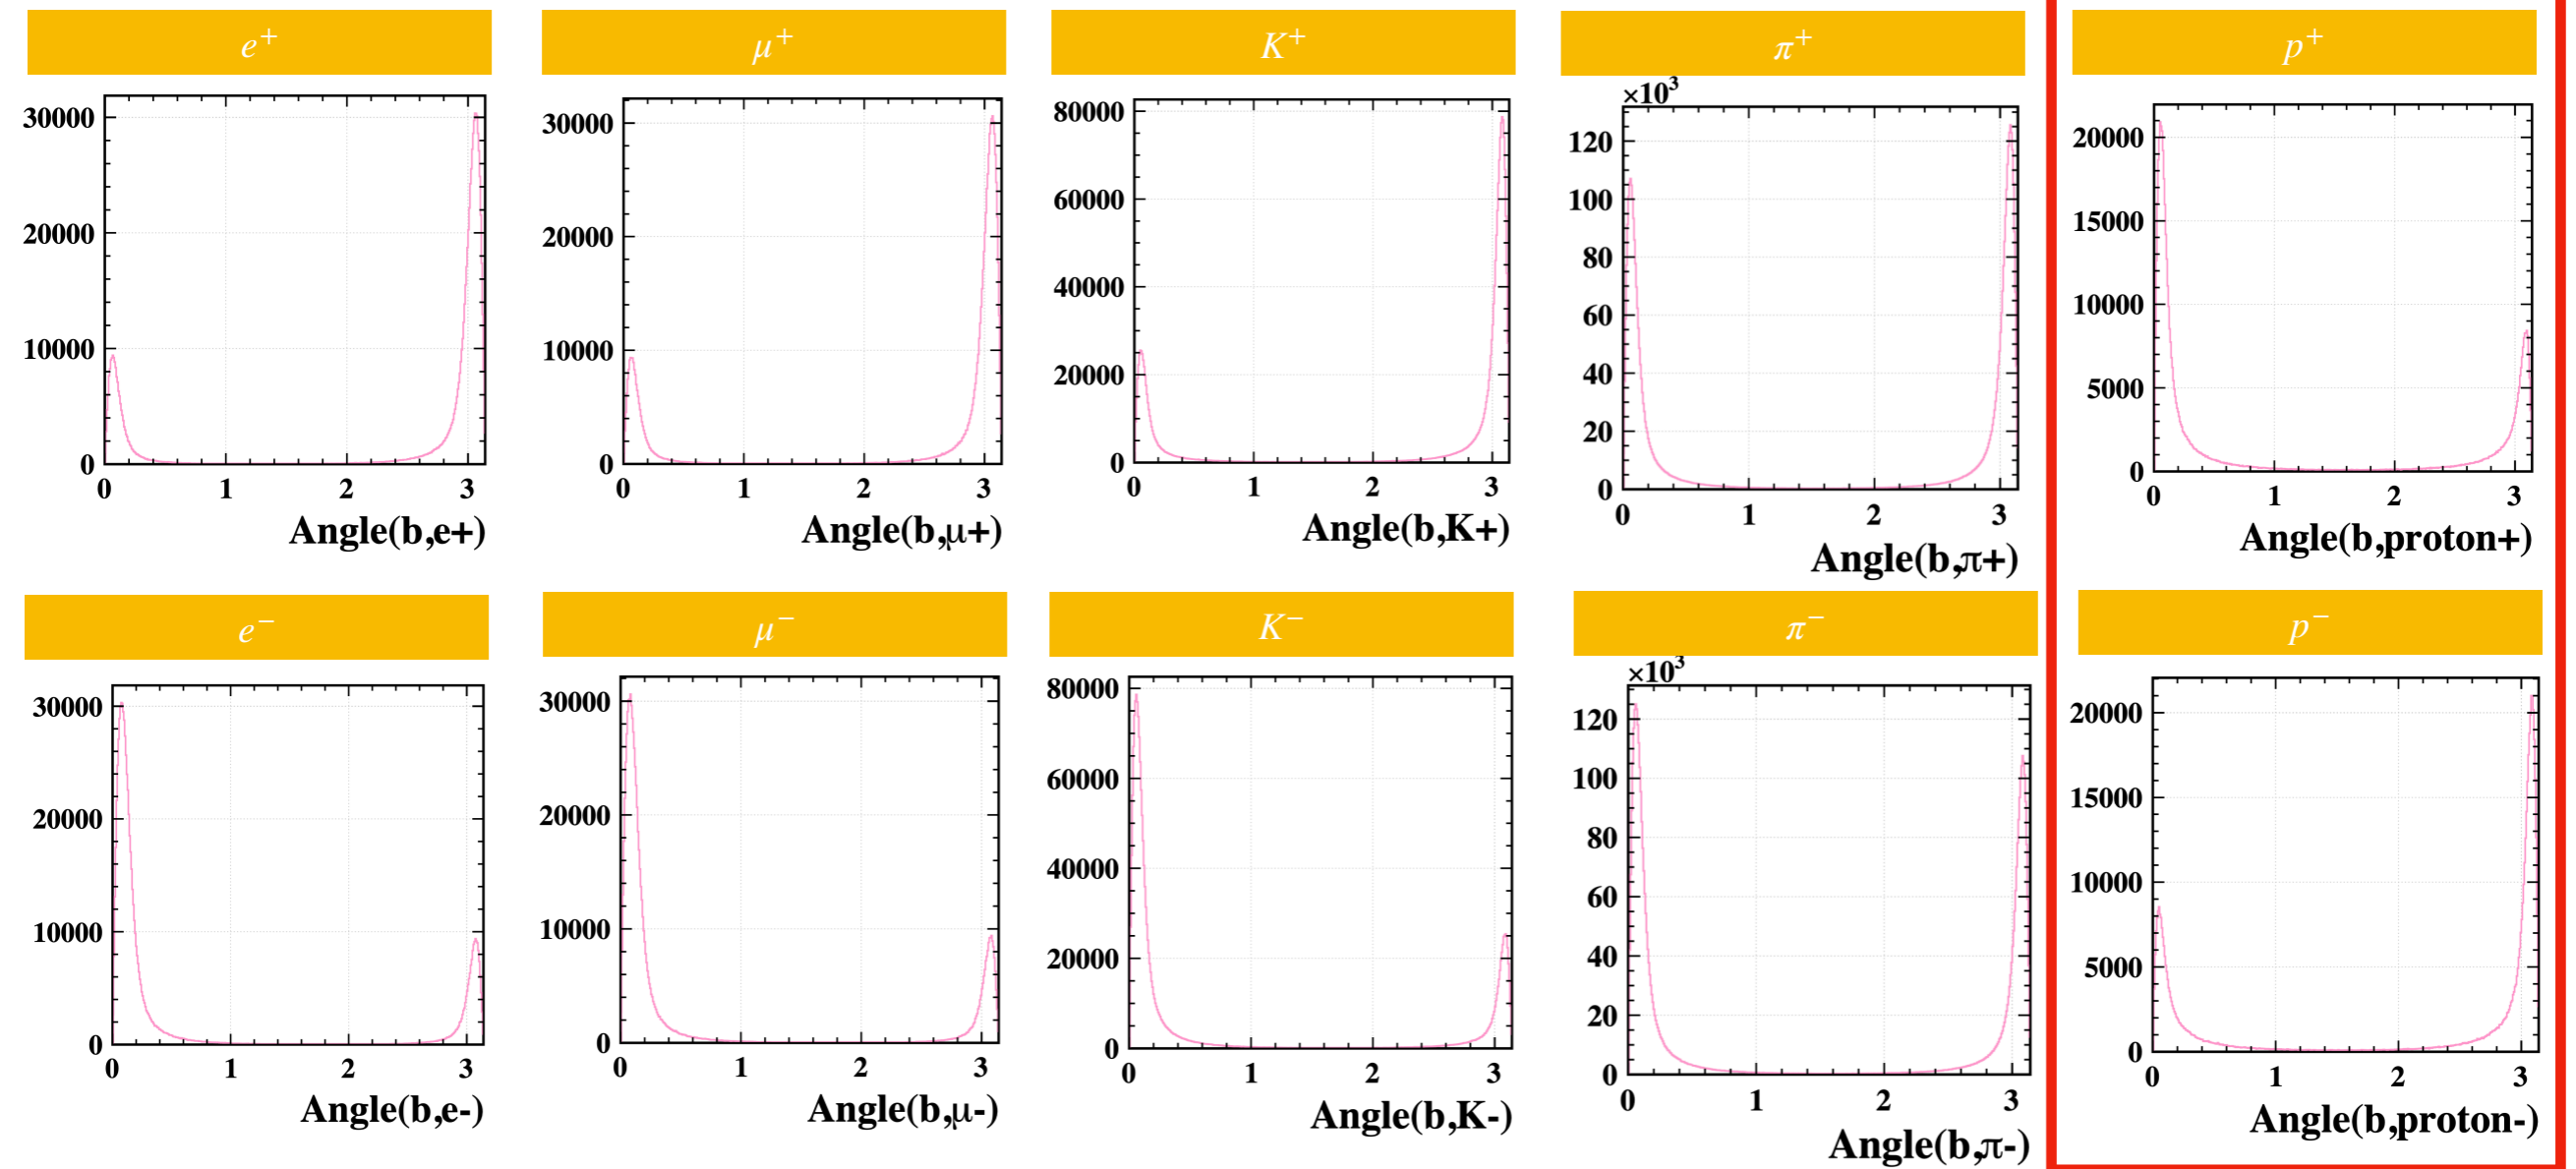 e⁺
μ⁺
K⁺
π⁺
p⁺
30000
20000
10000
0
0 1 2 3
Angle(b,e+)
30000
20000
10000
0
0 1 2 3
Angle(b,μ+)
80000
60000
40000
20000
0
0 1 2 3
Angle(b,K+)
×10³
120
100
80
60
40
20
0
0 1 2 3
Angle(b,π+)
20000
15000
10000
5000
0
0 1 2 3
Angle(b,proton+)
e⁻
μ⁻
K⁻
π⁻
p⁻
30000
20000
10000
0
0 1 2 3
Angle(b,e-)
30000
20000
10000
0
0 1 2 3
Angle(b,μ-)
80000
60000
40000
20000
0
0 1 2 3
Angle(b,K-)
×10³
120
100
80
60
40
20
0
0 1 2 3
Angle(b,π-)
20000
15000
10000
5000
0
0 1 2 3
Angle(b,proton-)